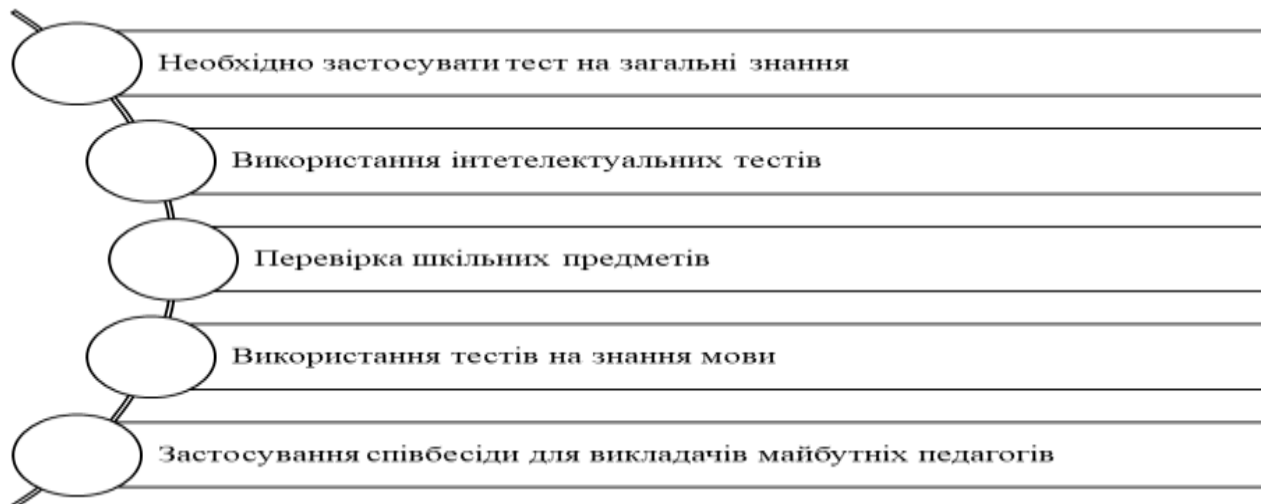 Необхідно застосувати тест на загальні знання
Використання інтетелектуальних тестів
Перевірка шкільних предметів
Використання тестів на знання мови
Застосування співбесіди для викладачів майбутніх педагогів